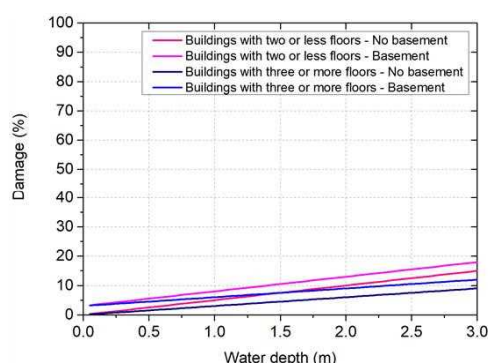 100
90
80
70
60
50
40
30
20
10
0
Damage (%)
Buildings with two or less floors - No basement
Buildings with two or less floors - Basement
Buildings with three or more floors - No basement
Buildings with three or more floors - Basement
0.0 0.5 1.0 1.5 2.0 2.5 3.0
Water depth (m)